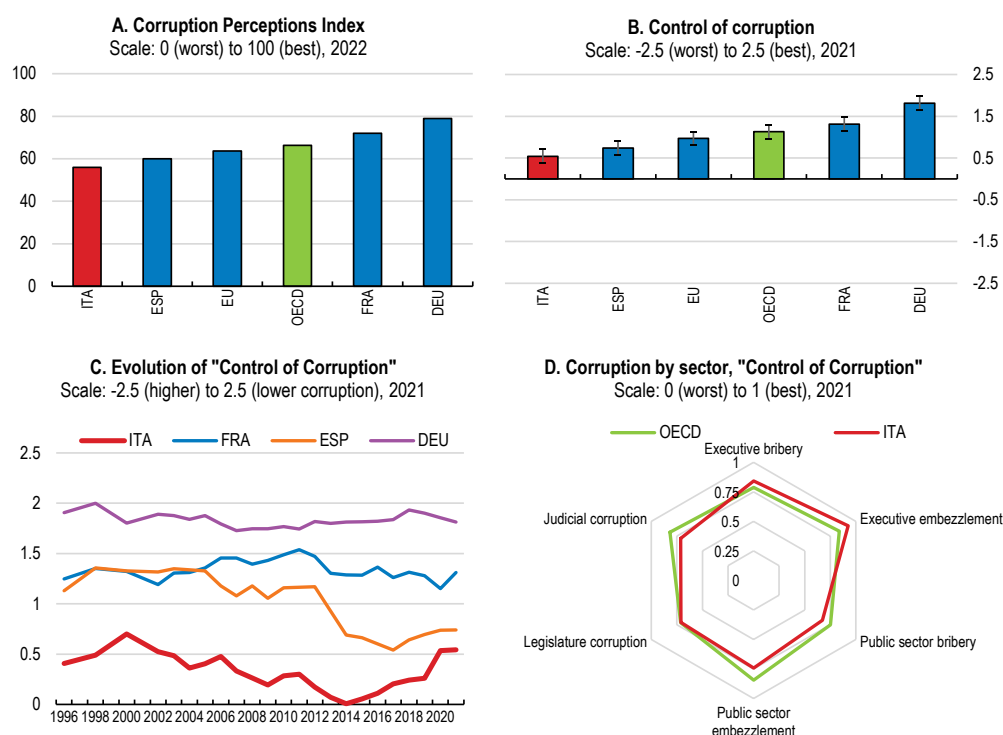 A. Corruption Perceptions Index
Scale: 0 (worst) to 100 (best), 2022
100
80
60
40
20
0
ITA
ESP
EU
OECD
FRA
DEU
B. Control of corruption
Scale: -2.5 (worst) to 2.5 (best), 2021
2.5
1.5
0.5
-0.5
-1.5
-2.5
ITA
ESP
EU
OECD
FRA
DEU
C. Evolution of "Control of Corruption"
Scale: -2.5 (higher) to 2.5 (lower corruption), 2021
ITA FRA ESP DEU
2.5
2
1.5
1
0.5
0
1996 1998 2000 2002 2004 2006 2008 2010 2012 2014 2016 2018 2020
D. Corruption by sector, "Control of Corruption"
Scale: 0 (worst) to 1 (best), 2021
OECD ITA
Executive bribery
1
0.75
0.5
0.25
0
Executive embezzlement
Public sector bribery
Public sector
embezzlement
Legislature corruption
Judicial corruption